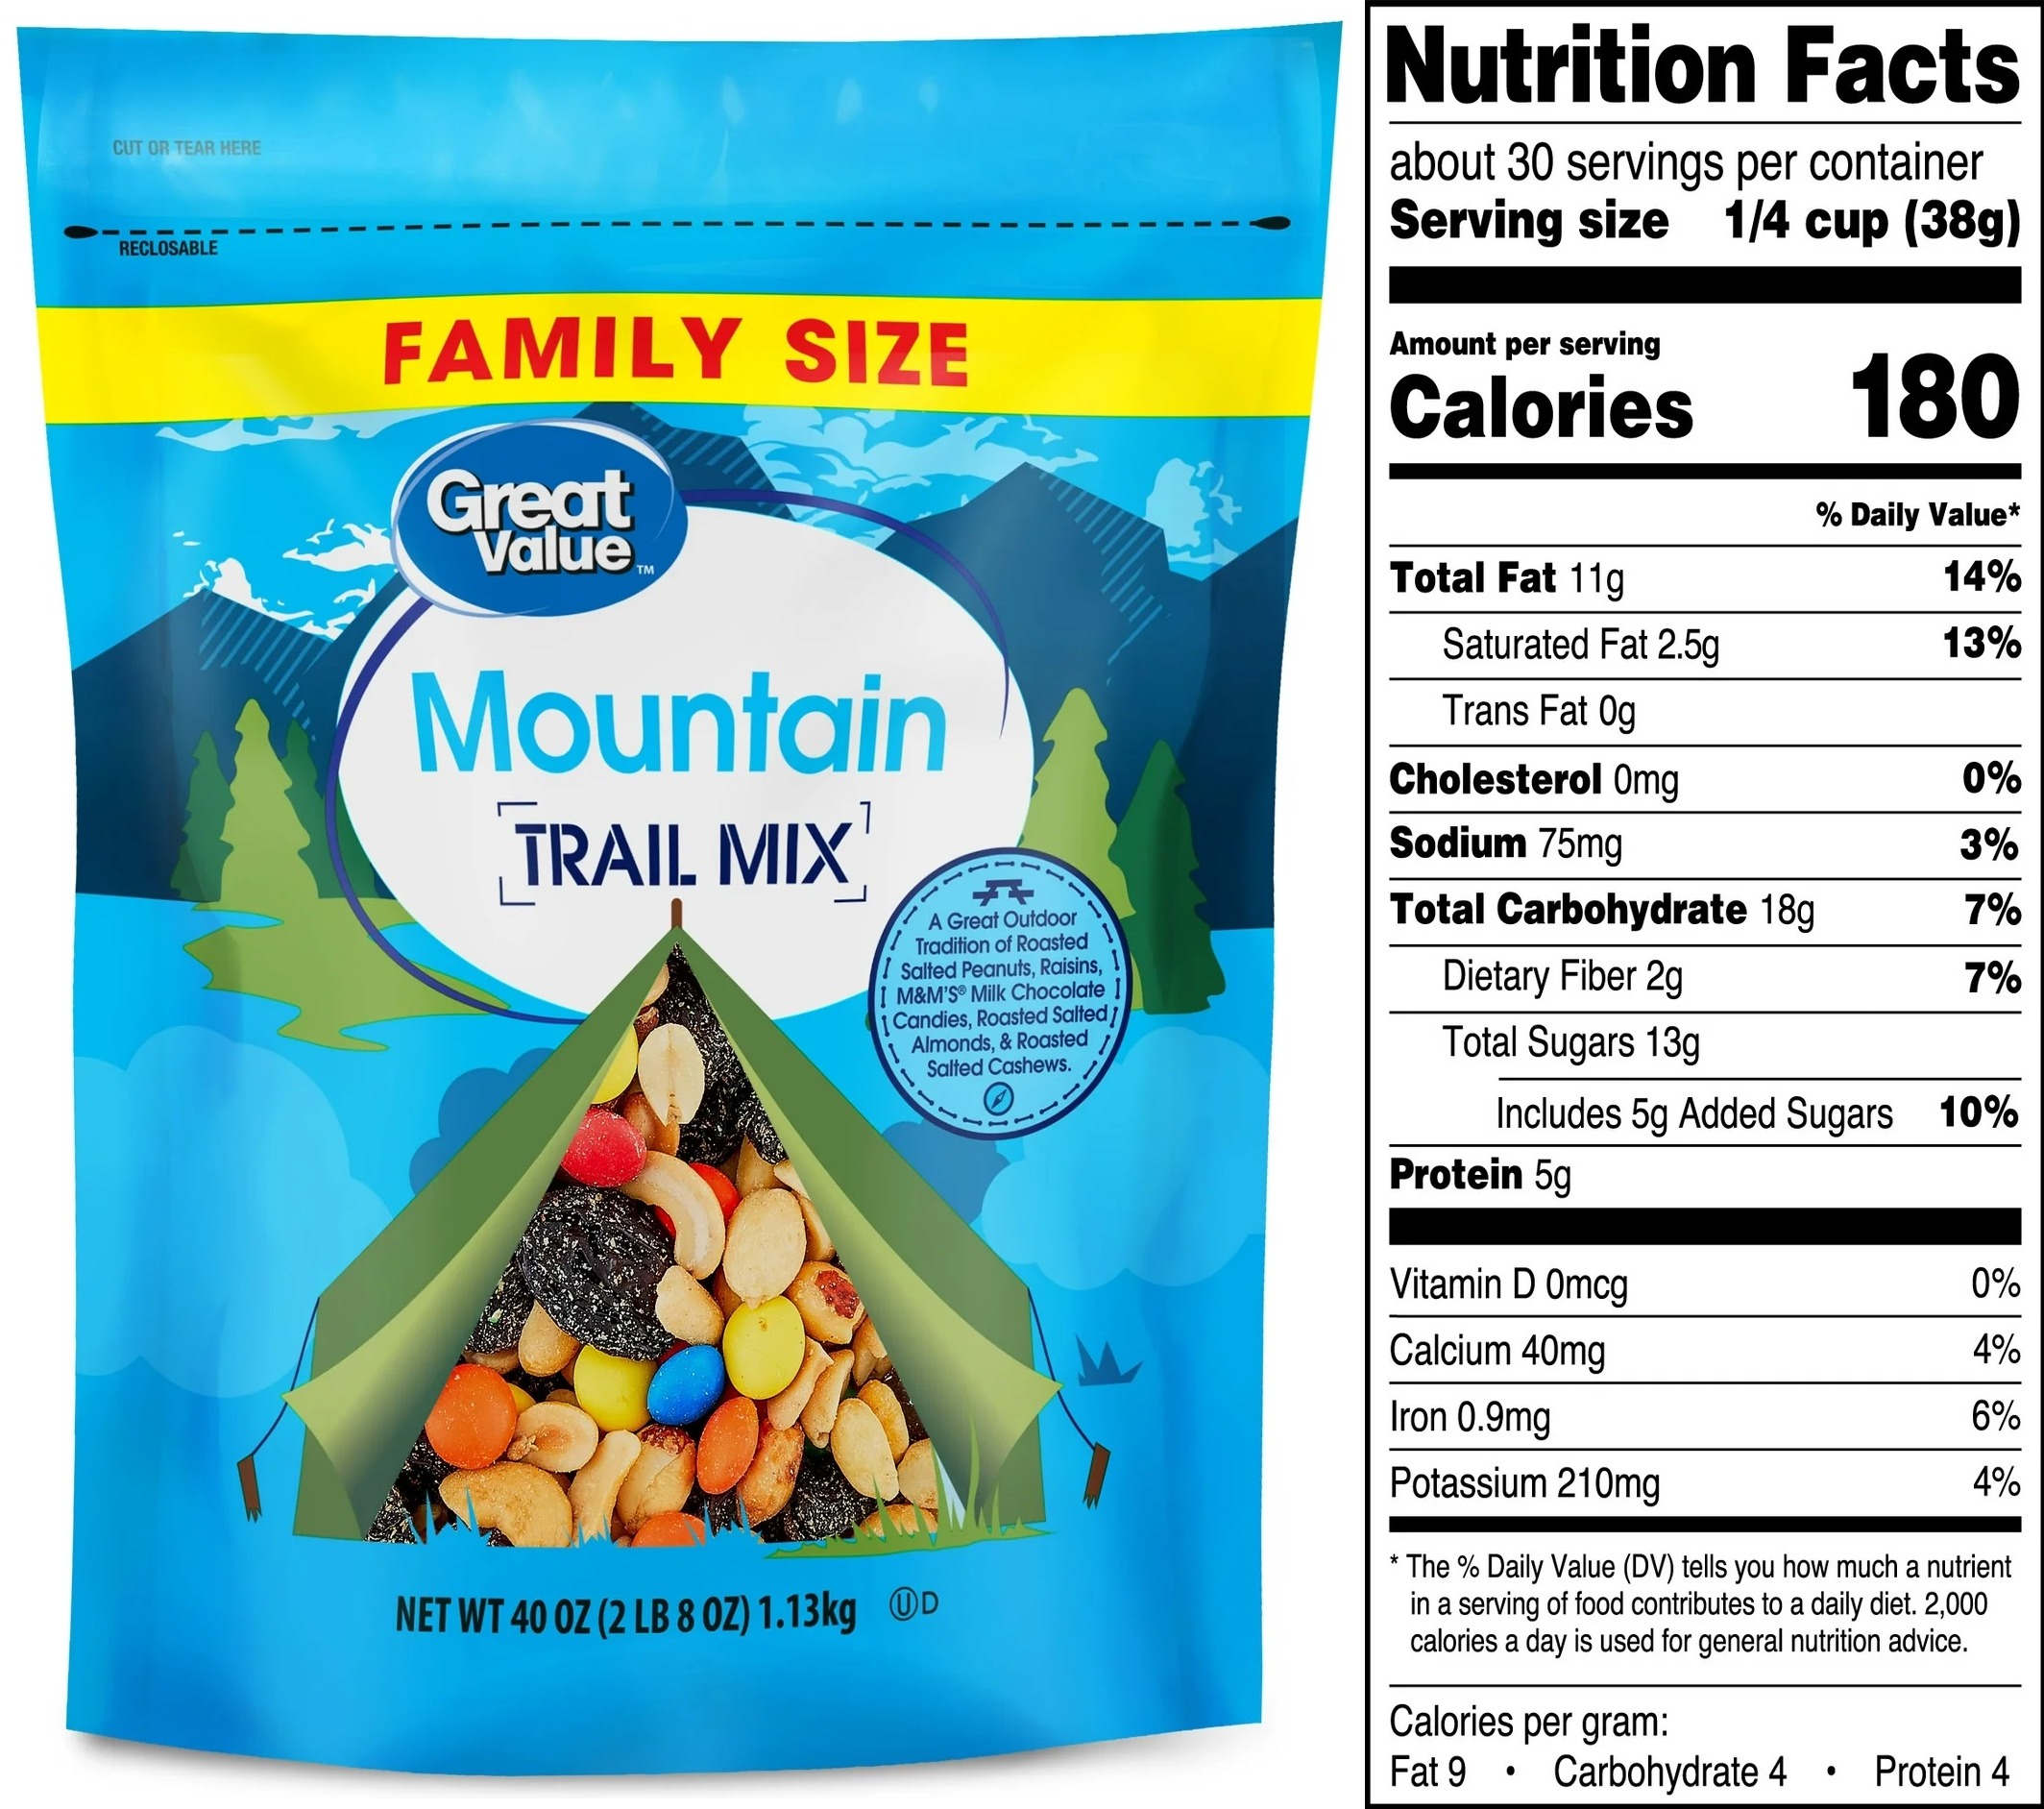 CUT OR TEAR HERE
RECLOSABLE
FAMILY SIZE
Great
Value™
Mountain
TRAIL MIX
A Great Outdoor
Tradition of Roasted
Salted Peanuts, Raisins,
M&M'S® Milk Chocolate
Candies, Roasted Salted
Almonds, & Roasted
Salted Cashews.
NET WT 40 OZ (2 LB 8 OZ) 1.13kg ⓊD
Nutrition Facts
about 30 servings per container
Serving size 1/4 cup (38g)
Amount per serving
Calories 180
% Daily Value*
Total Fat 11g 14%
Saturated Fat 2.5g 13%
Trans Fat 0g
Cholesterol 0mg 0%
Sodium 75mg 3%
Total Carbohydrate 18g 7%
Dietary Fiber 2g 7%
Total Sugars 13g
Includes 5g Added Sugars 10%
Protein 5g
Vitamin D 0mcg 0%
Calcium 40mg 4%
Iron 0.9mg 6%
Potassium 210mg 4%
* The % Daily Value (DV) tells you how much a nutrient
in a serving of food contributes to a daily diet. 2,000
calories a day is used for general nutrition advice.
Calories per gram:
Fat 9 • Carbohydrate 4 • Protein 4